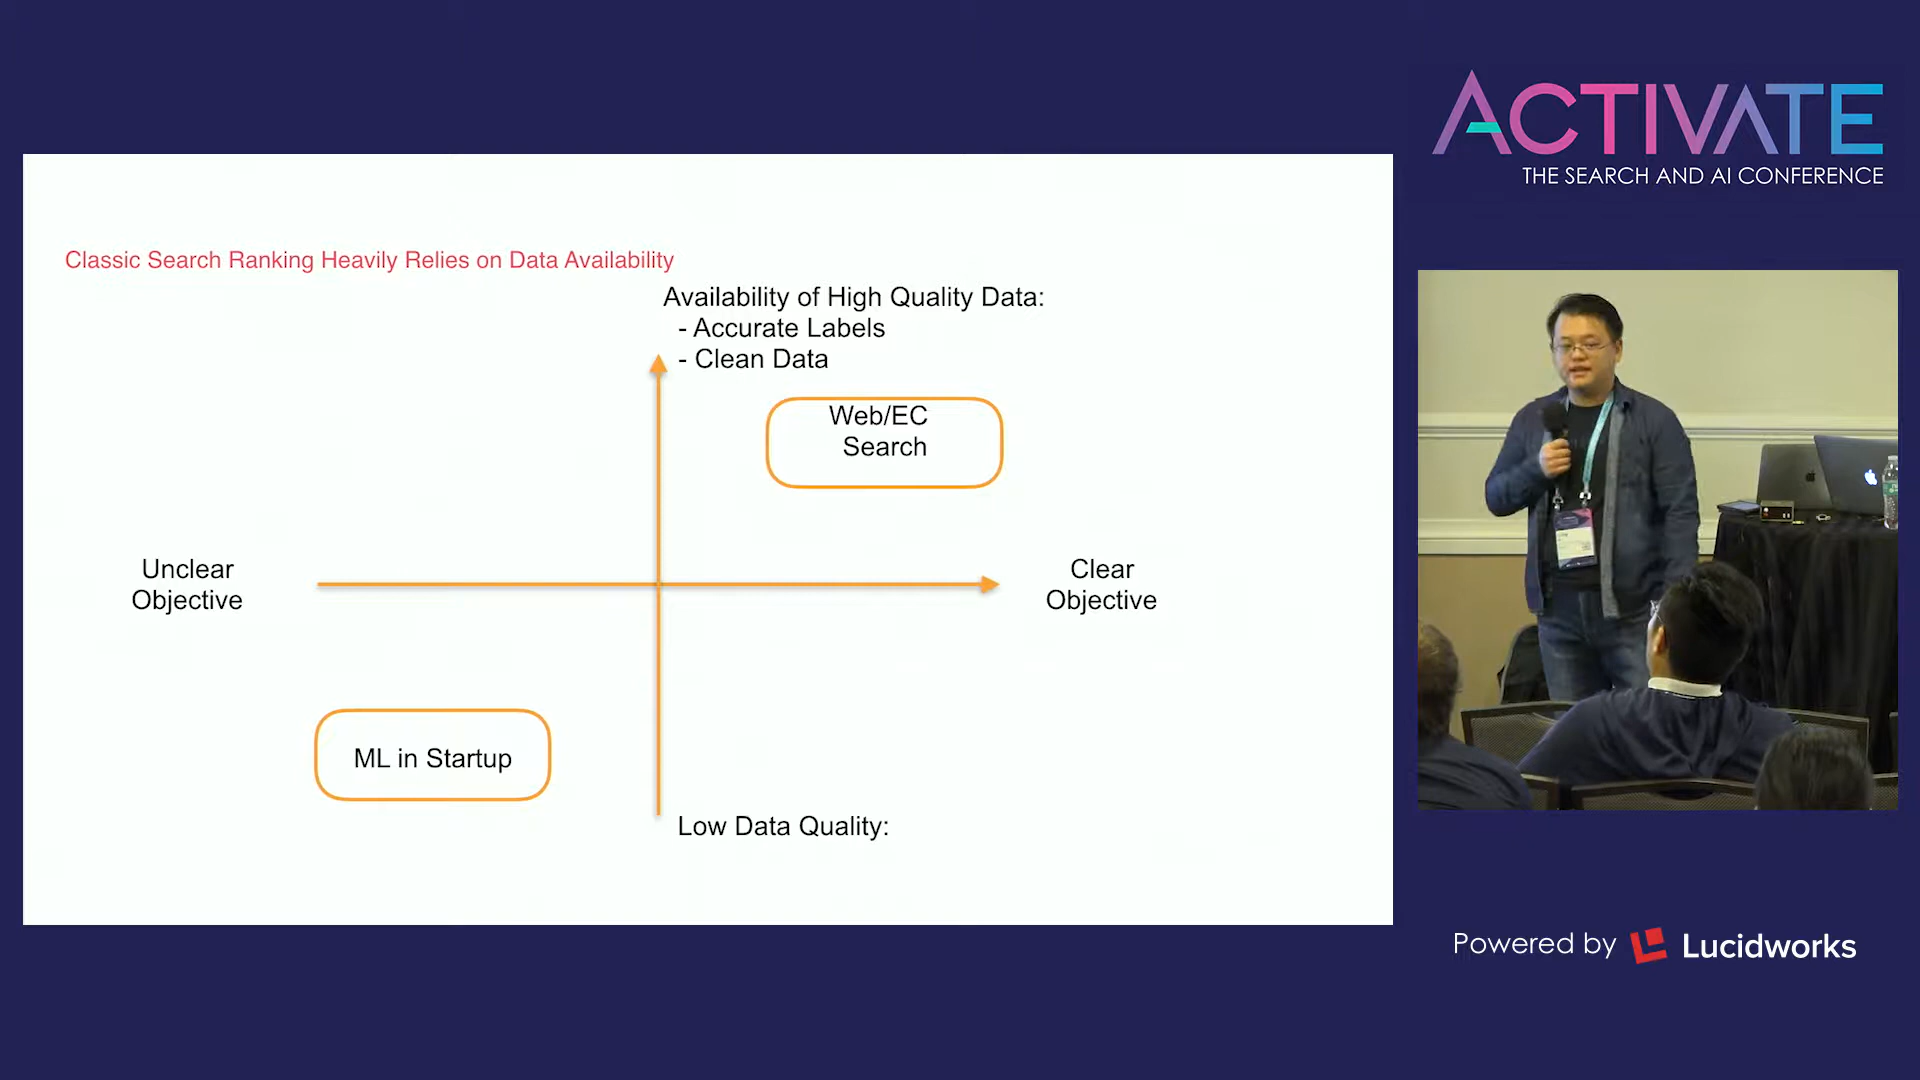 ACTIVATE
THE SEARCH AND AI CONFERENCE
Classic Search Ranking Heavily Relies on Data Availability
Availability of High Quality Data:
- Accurate Labels
- Clean Data
Web/EC
Search
Unclear
Objective
Clear
Objective
ML in Startup
Low Data Quality:
Powered by Lucidworks